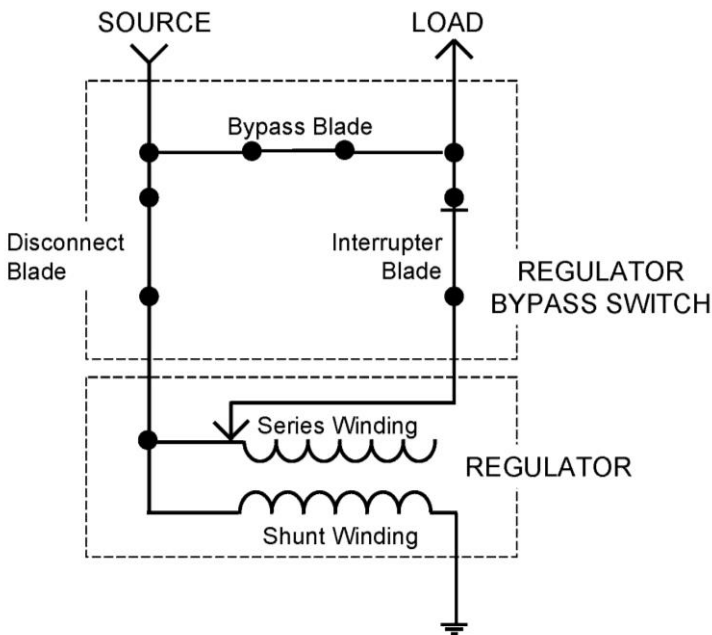 SOURCE
LOAD
Bypass Blade
Disconnect
Blade
Interrupter
Blade
REGULATOR
BYPASS SWITCH
Series Winding
REGULATOR
Shunt Winding